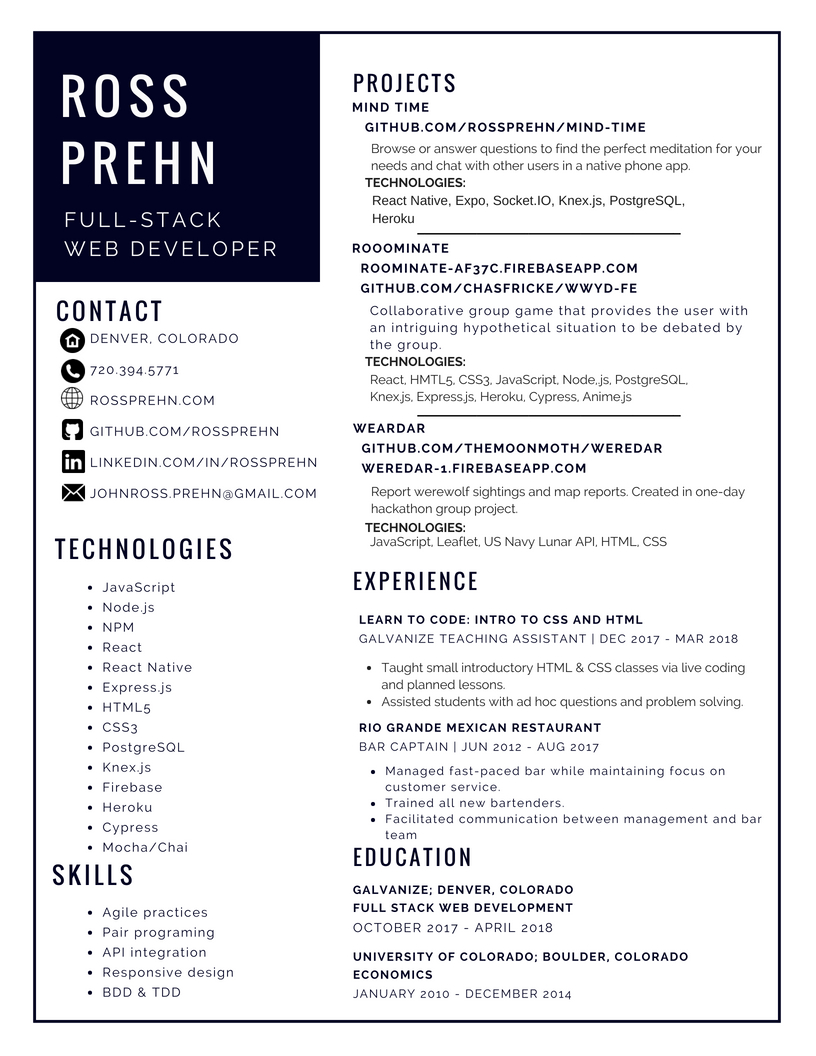 ROSS
PREHN
FULL-STACK
WEB DEVELOPER
CONTACT
DENVER, COLORADO
720.394.5771
ROSSPREHN.COM
GITHUB.COM/ROSSPREHN
LINKEDIN.COM/IN/ROSSPREHN
JOHNROSS.PREHN@GMAIL.COM
TECHNOLOGIES
• JavaScript
• Node.js
• NPM
• React
• React Native
• Express.js
• HTML5
• CSS3
• PostgreSQL
• Knex.js
• Firebase
• Heroku
• Cypress
• Mocha/Chai
SKILLS
• Agile practices
• Pair programing
• API integration
• Responsive design
• BDD & TDD
PROJECTS
MIND TIME
GITHUB.COM/ROSSPREHN/MIND-TIME
Browse or answer questions to find the perfect meditation for your
needs and chat with other users in a native phone app.
TECHNOLOGIES:
React Native, Expo, Socket.IO, Knex.js, PostgreSQL,
Heroku
ROOOMINATE
ROOMINATE-AF37C.FIREBASEAPP.COM
GITHUB.COM/CHASFRICKE/WWYD-FE
Collaborative group game that provides the user with
an intriguing hypothetical situation to be debated by
the group.
TECHNOLOGIES:
React, HMTL5, CSS3, JavaScript, Node,.js, PostgreSQL,
Knex.js, Express.js, Heroku, Cypress, Anime.js
WEARDAR
GITHUB.COM/THEMOONMOTH/WEREDAR
WEREDAR-1.FIREBASEAPP.COM
Report werewolf sightings and map reports. Created in one-day
hackathon group project.
TECHNOLOGIES:
JavaScript, Leaflet, US Navy Lunar API, HTML, CSS
EXPERIENCE
LEARN TO CODE: INTRO TO CSS AND HTML
GALVANIZE TEACHING ASSISTANT | DEC 2017 - MAR 2018
• Taught small introductory HTML & CSS classes via live coding
and planned lessons.
• Assisted students with ad hoc questions and problem solving.
RIO GRANDE MEXICAN RESTAURANT
BAR CAPTAIN | JUN 2012 - AUG 2017
• Managed fast-paced bar while maintaining focus on
customer service.
• Trained all new bartenders.
• Facilitated communication between management and bar
team
EDUCATION
GALVANIZE; DENVER, COLORADO
FULL STACK WEB DEVELOPMENT
OCTOBER 2017 - APRIL 2018
UNIVERSITY OF COLORADO; BOULDER, COLORADO
ECONOMICS
JANUARY 2010 - DECEMBER 2014